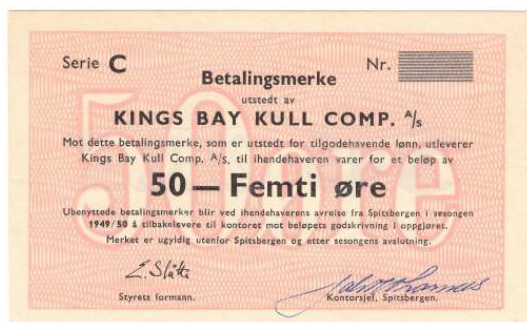 Serie C
Nr.
Betalingsmerke
utstedt av
KINGS BAY KULL COMP. A/s
Mot dette betalingsmerke, som er utstedt for tilgodehavende lønn, utleverer
Kings Bay Kull Comp. A/s, til ihendehaveren varer for et beløp av
50 øre
50 — Femti øre
Ubenyttede betalingsmerker blir ved ihendehaverens avreise fra Spitsbergen i sesongen
1949/50 å tilbakelevere til kontoret mot beløpets godskrivning i oppgjøret.
Merket er ugyldig utenfor Spitsbergen og etter sesongens avslutning.
Styrets formann.
Kontorsjef, Spitsbergen.